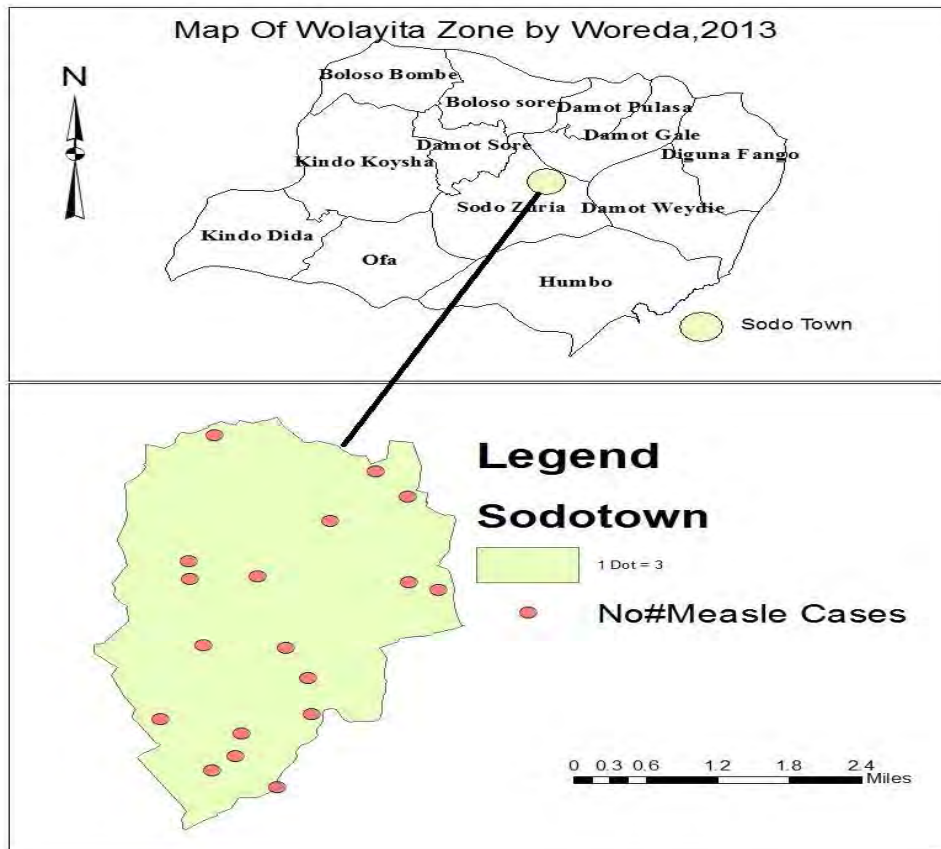 Map Of Wolayita Zone by Woreda,2013
N
Boloso Bombe
Boloso sore
Damot Pulasa
Damot Gale
Damot Sore
Diguna Fango
Kindo Koysha
Sodo Zuria
Damot Weydie
Kindo Dida
Ofa
Humbo
Sodo Town
Legend
Sodotown
1 Dot = 3
No#Measle Cases
0 0.3 0.6 1.2 1.8 2.4
Miles